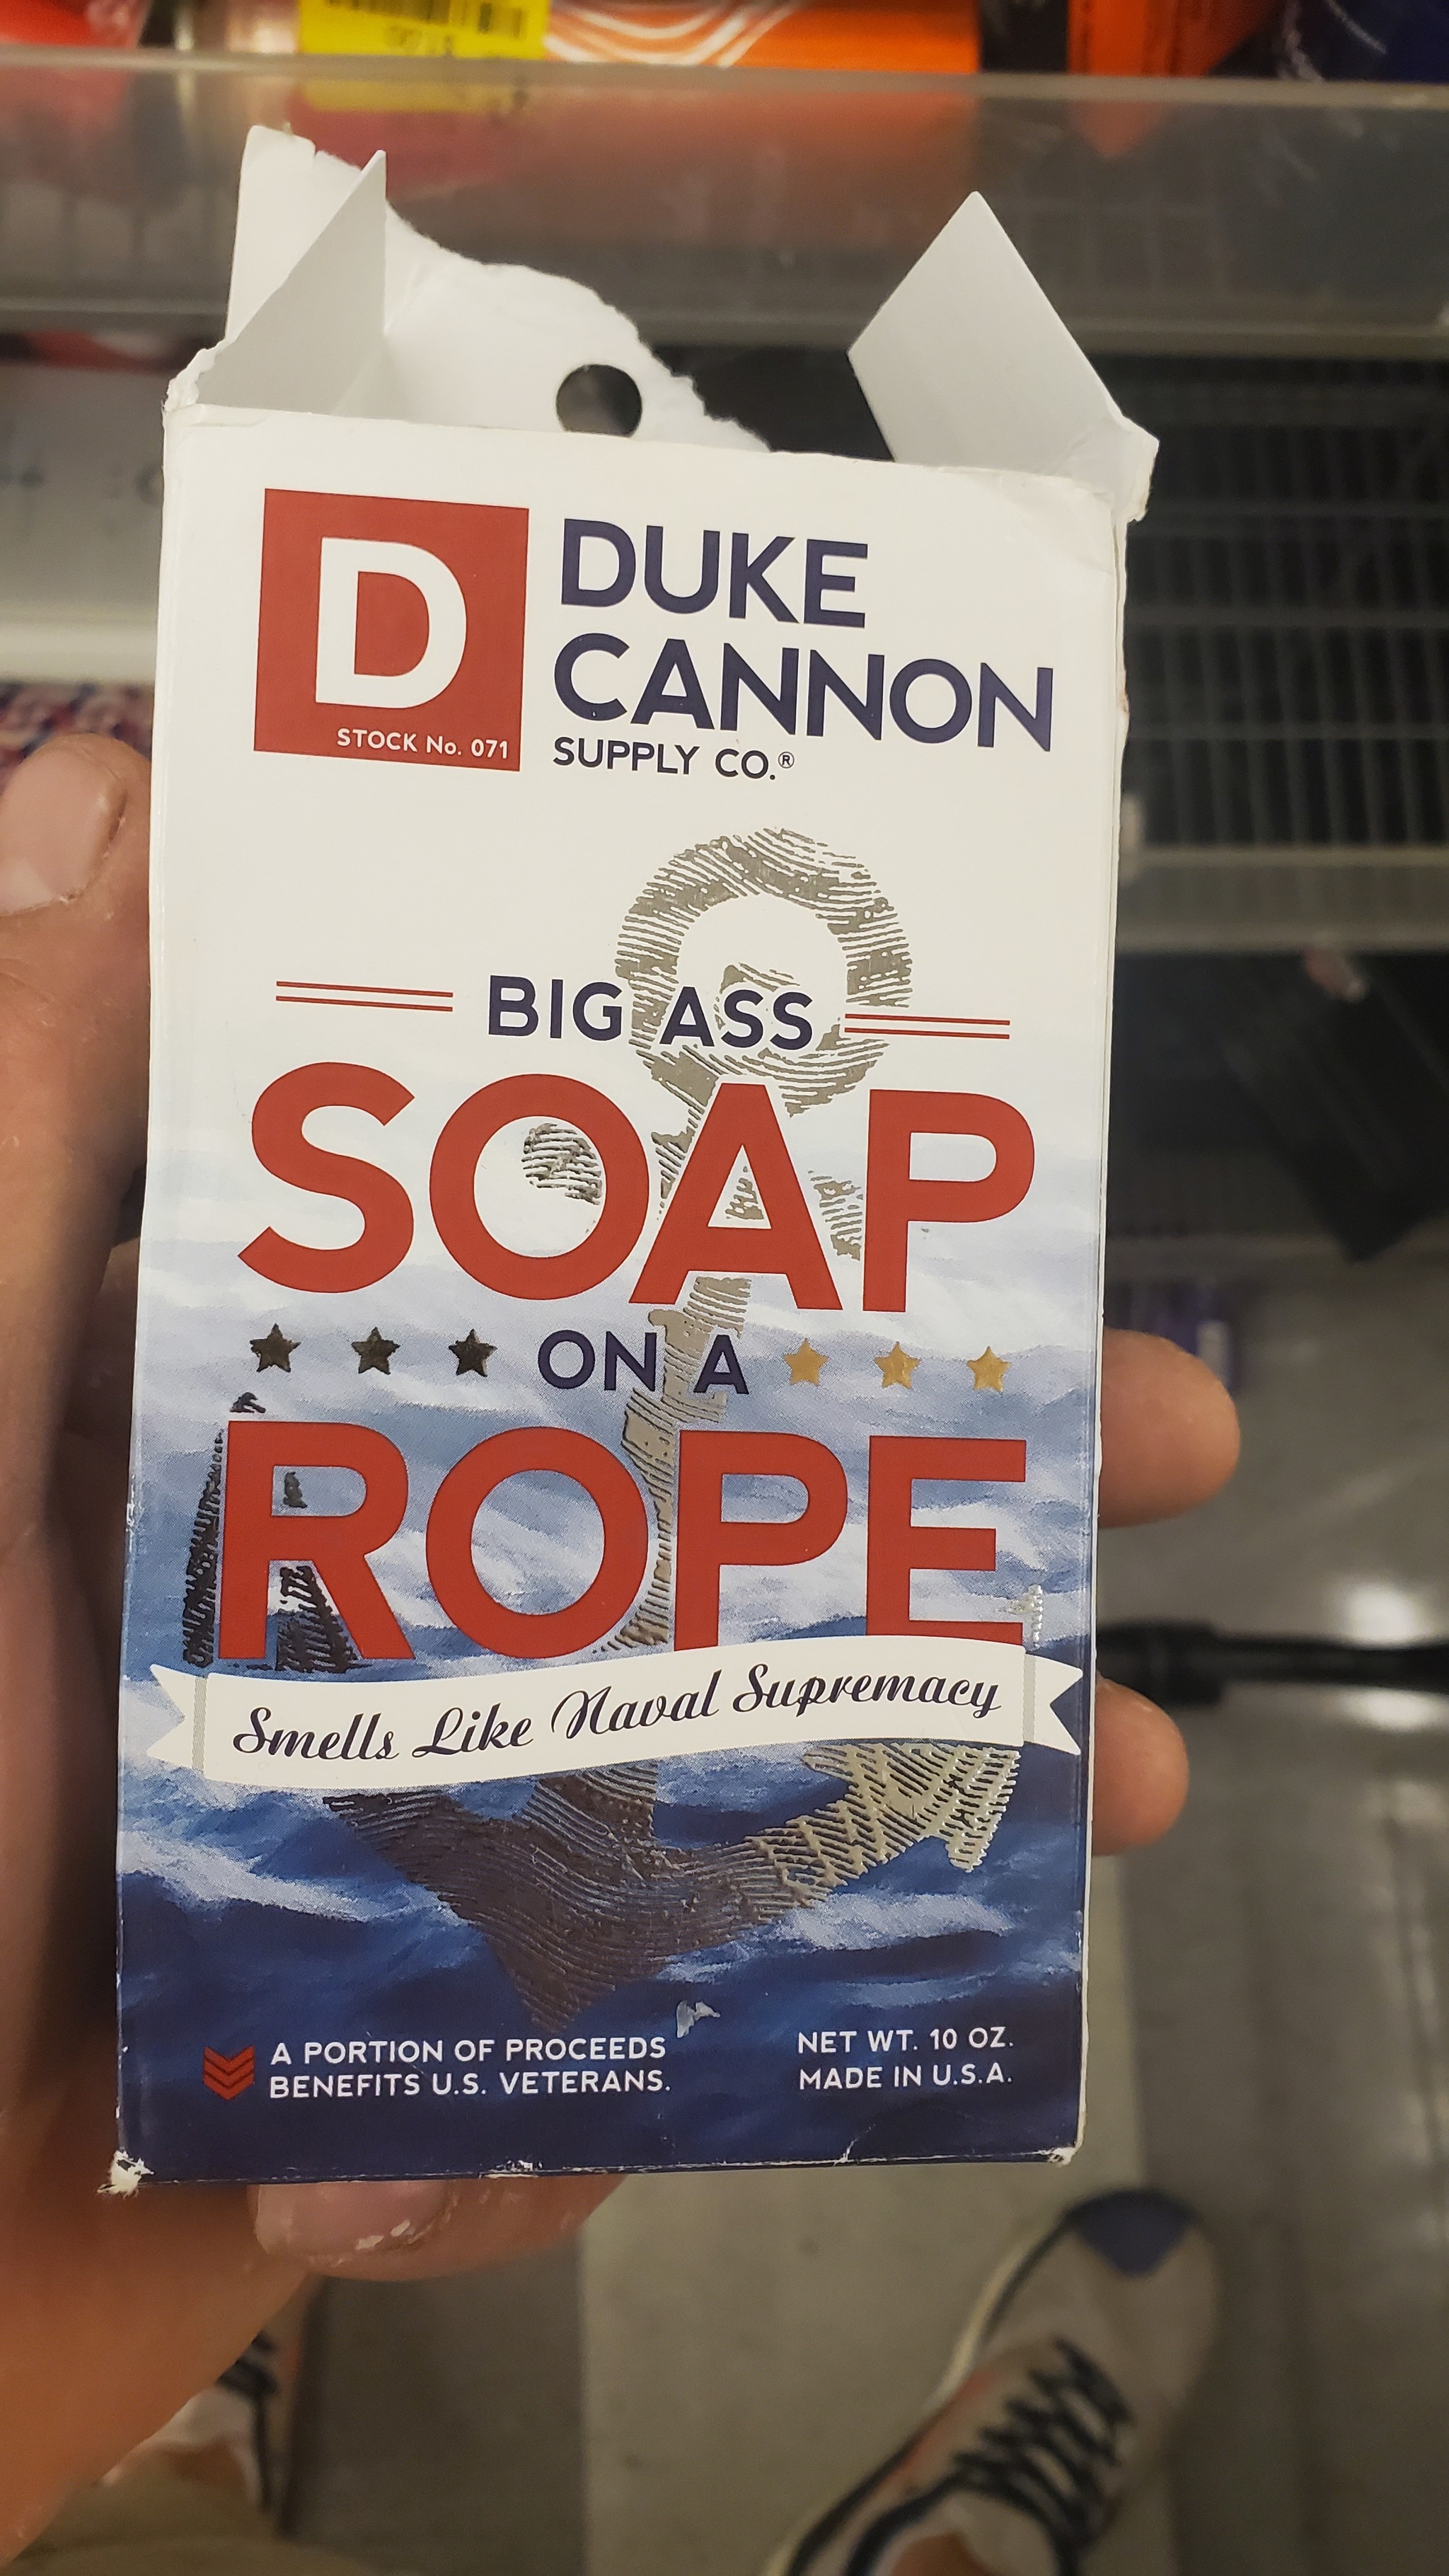 D
STOCK No. 071
DUKE
CANNON
SUPPLY CO.®
BIG ASS
SOAP
ON A
ROPE
Smells Like Naval Supremacy
A PORTION OF PROCEEDS
BENEFITS U.S. VETERANS.
NET WT. 10 OZ.
MADE IN U.S.A.